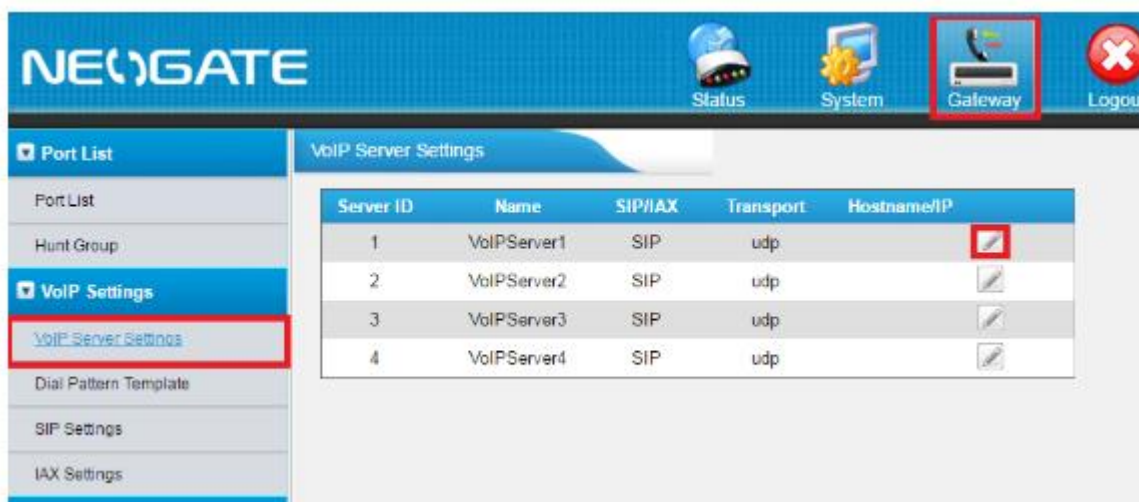 NEOGATE
Status System Gateway Logou
Port List
Port List
Hunt Group
VoIP Settings
VoIP Server Settings
Dial Pattern Template
SIP Settings
IAX Settings
VoIP Server Settings
Server ID Name SIP/IAX Transport Hostname/IP
1 VoIPServer1 SIP udp
2 VoIPServer2 SIP udp
3 VoIPServer3 SIP udp
4 VoIPServer4 SIP udp